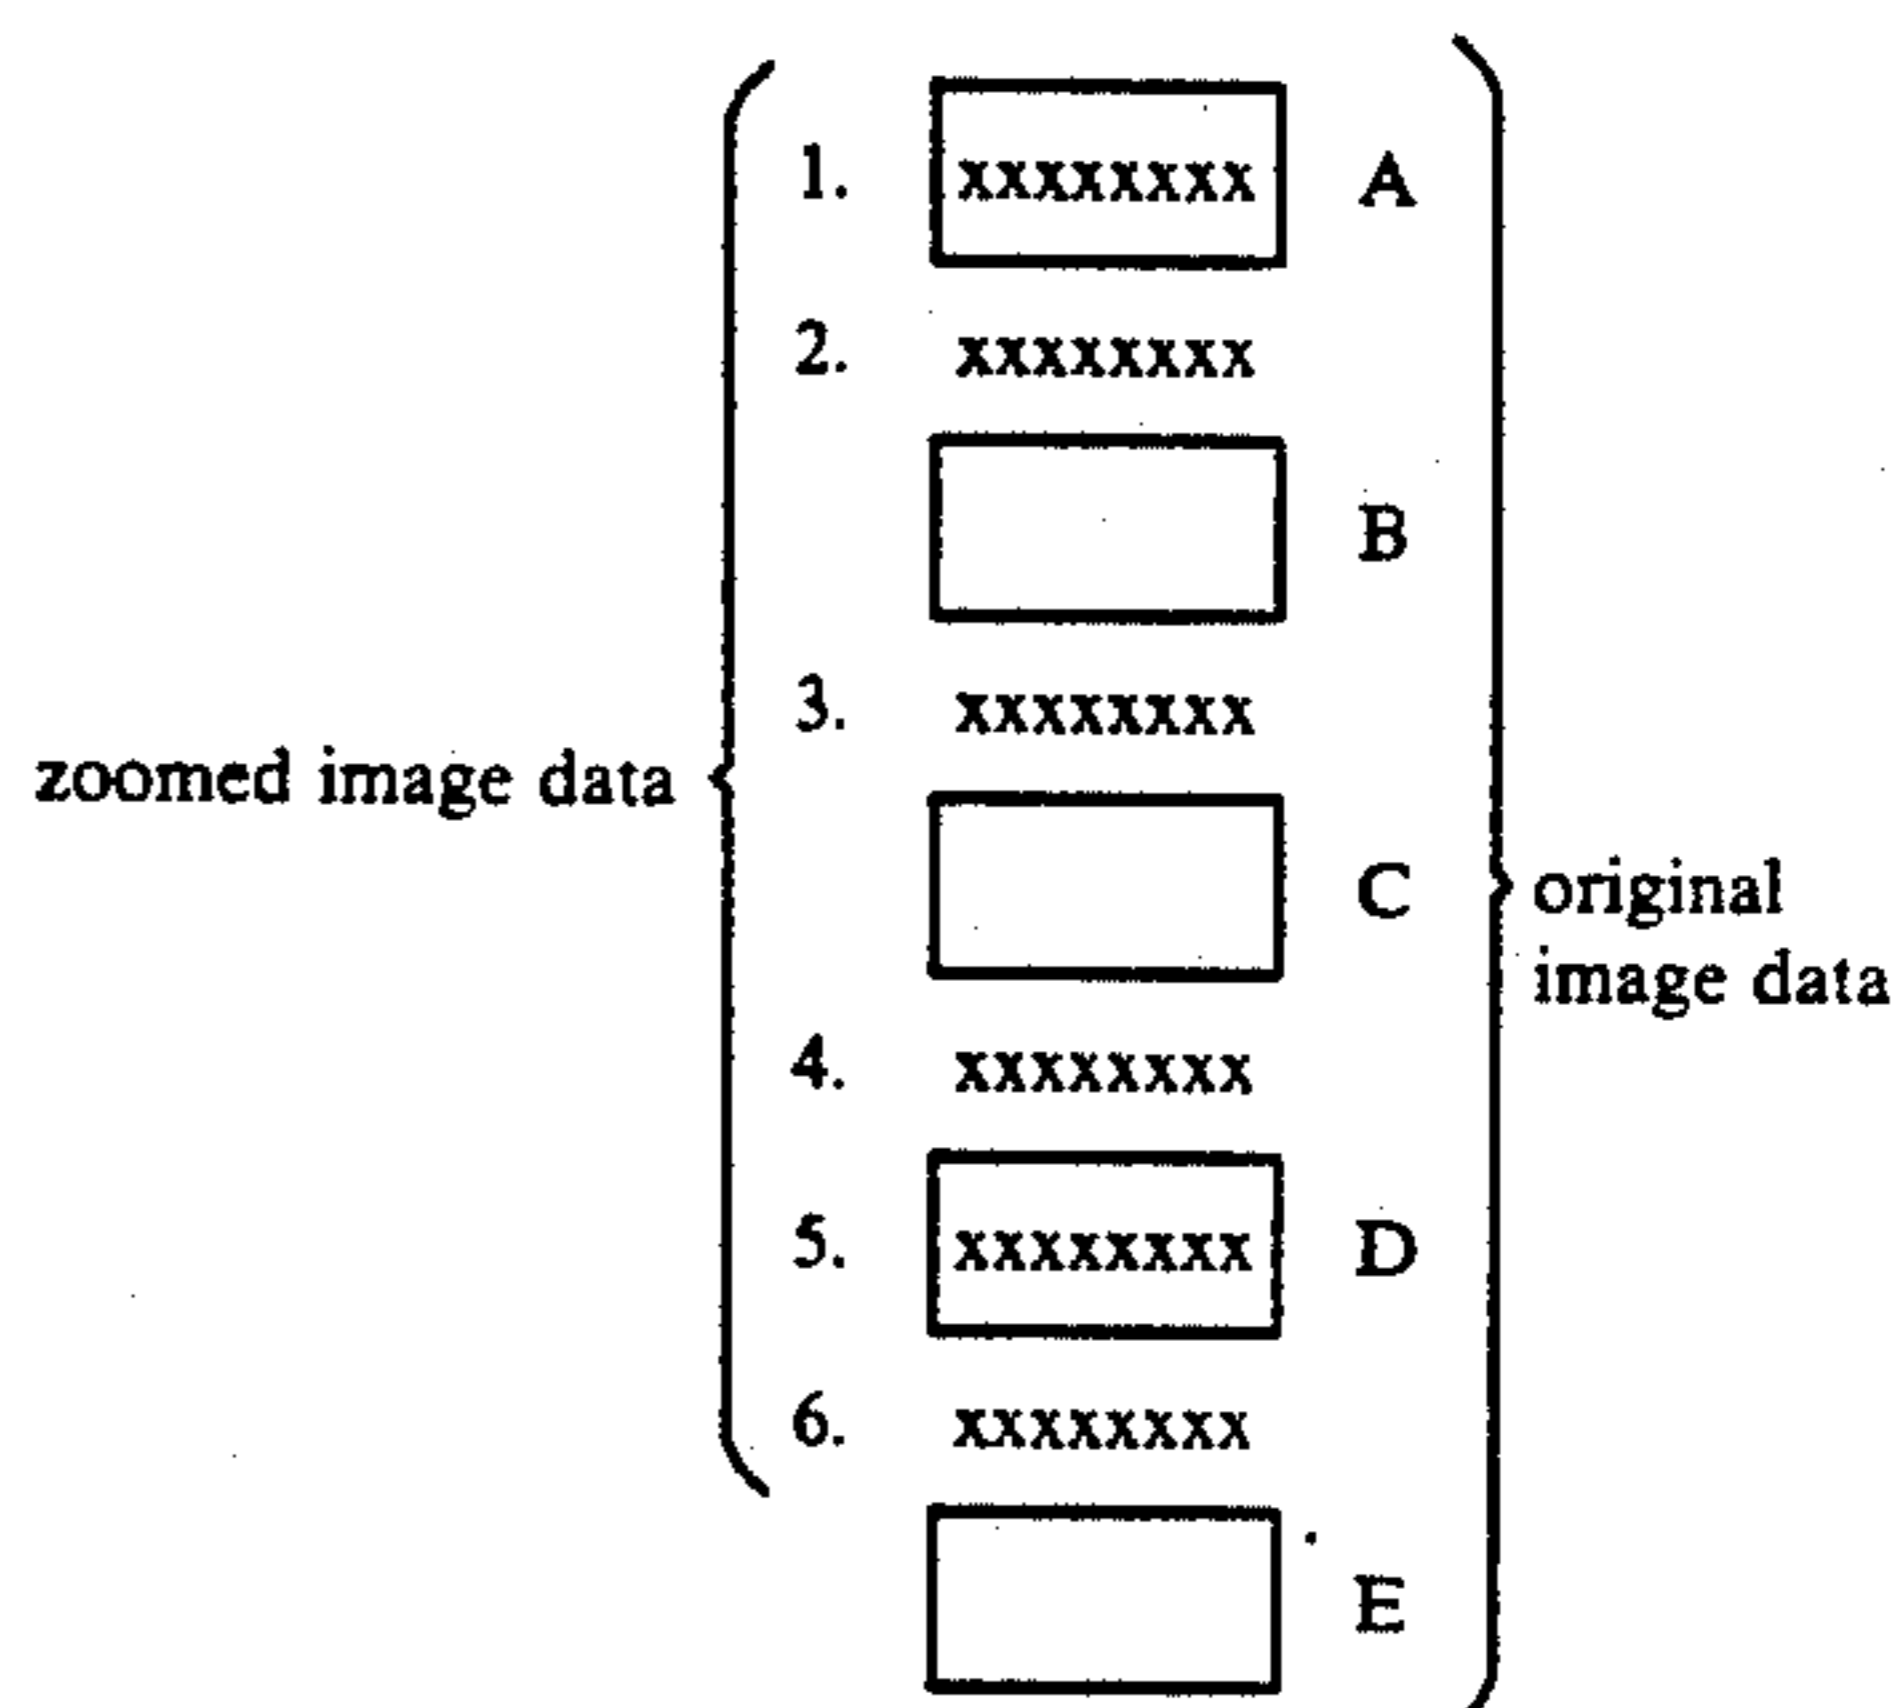 1. xxxxxxxx A
2. xxxxxxxx
B
3. xxxxxxxx
zoomed image data
C
original
image data
4. xxxxxxxx
5. xxxxxxxx D
6. xxxxxxxx
E